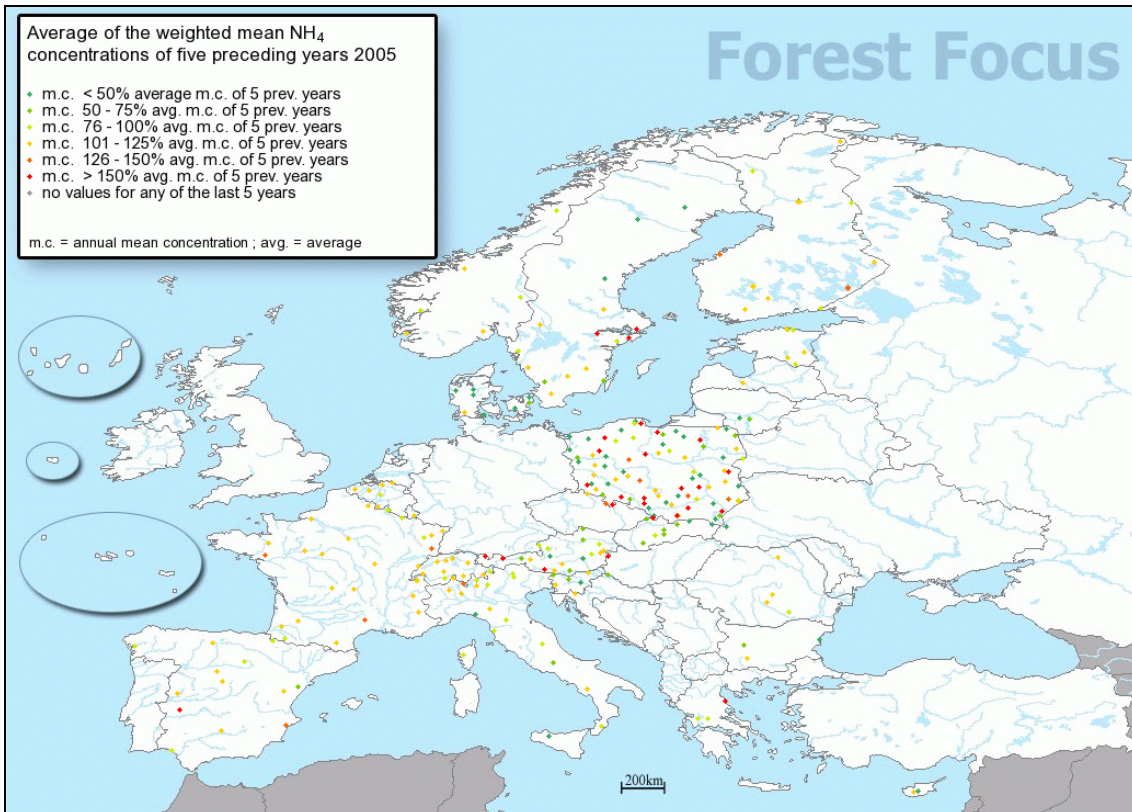 Average of the weighted mean NH4
concentrations of five preceding years 2005
m.c. < 50% average m.c. of 5 prev. years
m.c. 50 - 75% avg. m.c. of 5 prev. years
m.c. 76 - 100% avg. m.c. of 5 prev. years
m.c. 101 - 125% avg. m.c. of 5 prev. years
m.c. 126 - 150% avg. m.c. of 5 prev. years
m.c. > 150% avg. m.c. of 5 prev. years
no values for any of the last 5 years
m.c. = annual mean concentration ; avg. = average
Forest Focus
200km